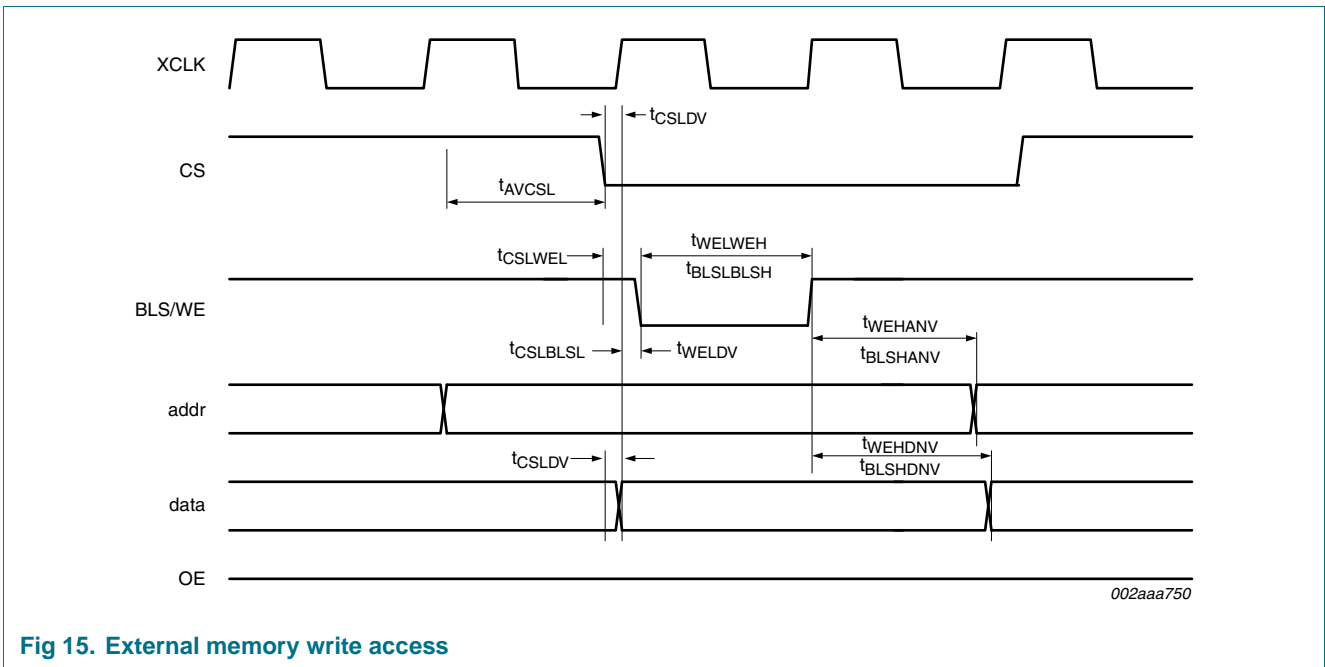 XCLK
tCSLDV
CS
tAVCSL
tCSLWEL
tWELWEH
tBLSLBLSH
BLS/WE
tWEHANV
tCSLBLSL
tWELDV
tBLSHANV
addr
tWEHDNV
tCSLDV
tBLSHDNV
data
OE
002aaa750
Fig 15. External memory write access